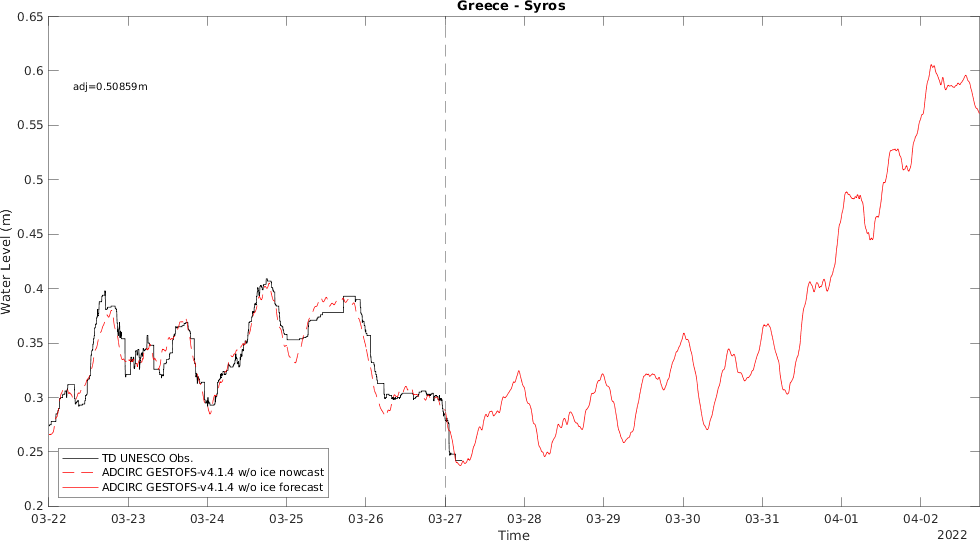 Greece - Syros
0.65
0.6
0.55
0.5
0.45
0.4
0.35
0.3
0.25
0.2
Water Level (m)
adj=0.50859m
TD UNESCO Obs.
ADCIRC GESTOFS-v4.1.4 w/o ice nowcast
ADCIRC GESTOFS-v4.1.4 w/o ice forecast
03-22 03-23 03-24 03-25 03-26 03-27 03-28 03-29 03-30 03-31 04-01 04-02
Time
2022